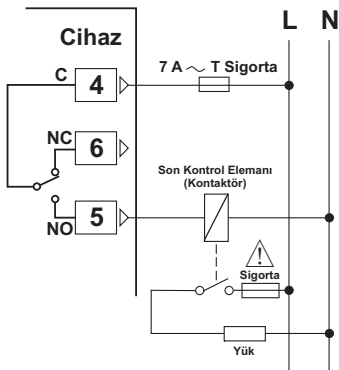 L N
Cihaz
7 A ~ T Sigorta
C 4
NC 6
Son Kontrol Elemanı
(Kontaktör)
5
NO
Sigorta
Yük